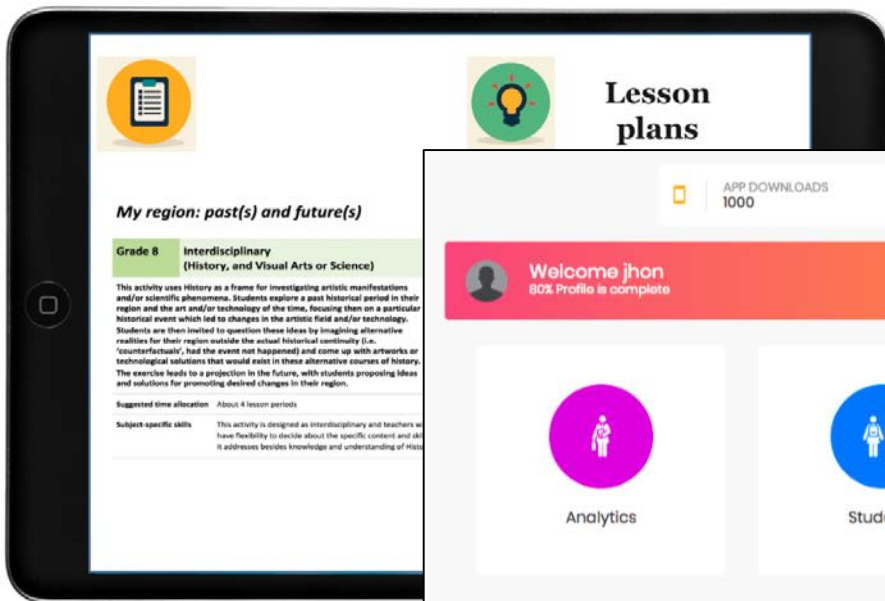 Lesson
plans
My region: past(s) and future(s)
Grade 8
Interdisciplinary
(History, and Visual Arts or Science)
This activity uses History as a frame for investigating artistic manifestations
and/or scientific phenomena. Students explore a past historical period in their
region and the art and/or technology of the time, focusing then on a particular
historical event which led to changes in the artistic field and/or technology.
Students are then invited to question these ideas by imagining alternative
realities for their region outside the actual historical continuity (i.e.
'counterfactuals', had the event not happened) and come up with artworks or
technological solutions that would exist in these alternative courses of history.
The exercise leads to a projection in the future, with students proposing ideas
and solutions for promoting desired changes in their region.
Suggested time allocation About 4 lesson periods
Subject-specific skills This activity is designed as interdisciplinary and teachers
have flexibility to decide about the specific content and
It addresses besides knowledge and understanding of
APP DOWNLOADS
1000
Welcome jhon
80% Profile is complete
Analytics
Stud